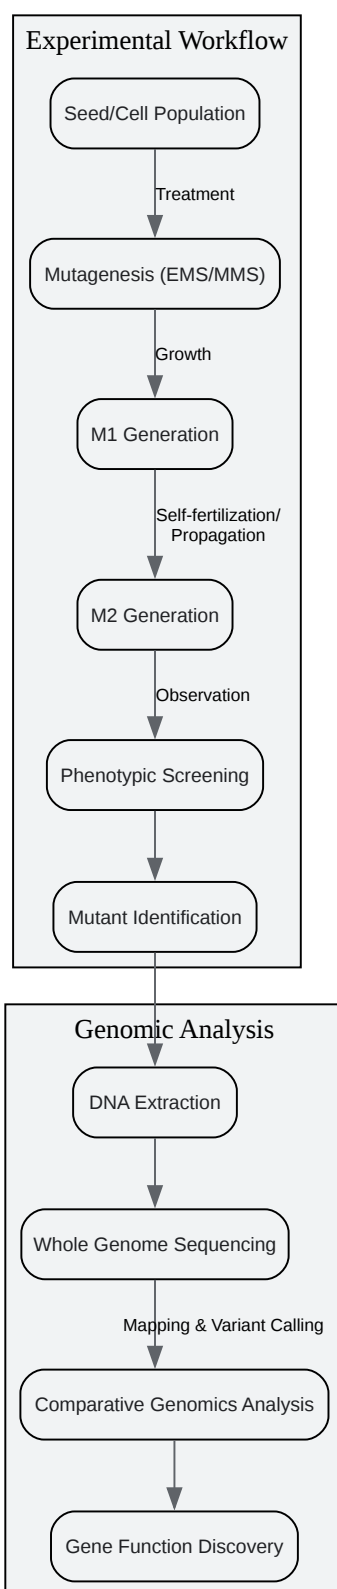 Experimental Workflow
Seed/Cell Population
Treatment
Mutagenesis (EMS/MMS)
Growth
M1 Generation
Self-fertilization/
Propagation
M2 Generation
Observation
Phenotypic Screening
Mutant Identification
Genomic Analysis
DNA Extraction
Whole Genome Sequencing
Mapping & Variant Calling
Comparative Genomics Analysis
Gene Function Discovery